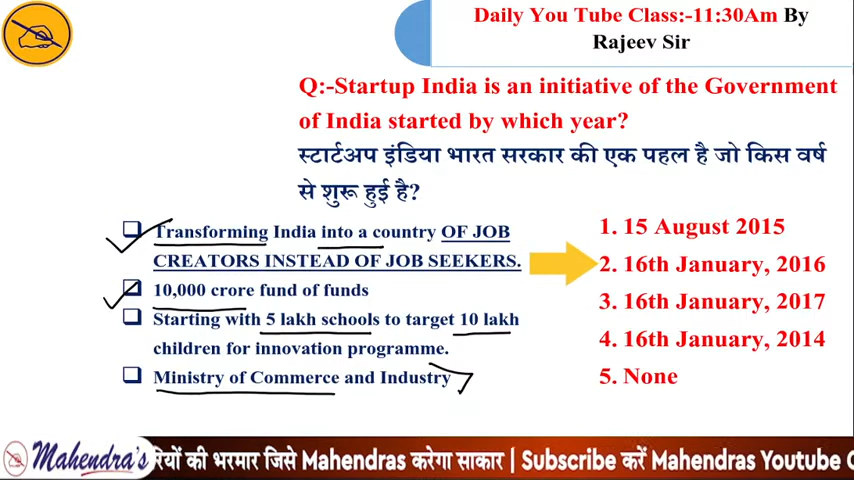 Daily You Tube Class:-11:30Am By
Rajeev Sir
Q:-Startup India is an initiative of the Government
of India started by which year?
स्टार्टअप इंडिया भारत सरकार की एक पहल है जो किस वर्ष
से शुरू हुई है?
Transforming India into a country OF JOB
CREATORS INSTEAD OF JOB SEEKERS.
10,000 crore fund of funds
Starting with 5 lakh schools to target 10 lakh
children for innovation programme.
Ministry of Commerce and Industry
1. 15 August 2015
2. 16th January, 2016
3. 16th January, 2017
4. 16th January, 2014
5. None
Mahendra's
रियों की भरमार जिसे Mahendras करेगा साकार | Subscribe करें Mahendras Youtube